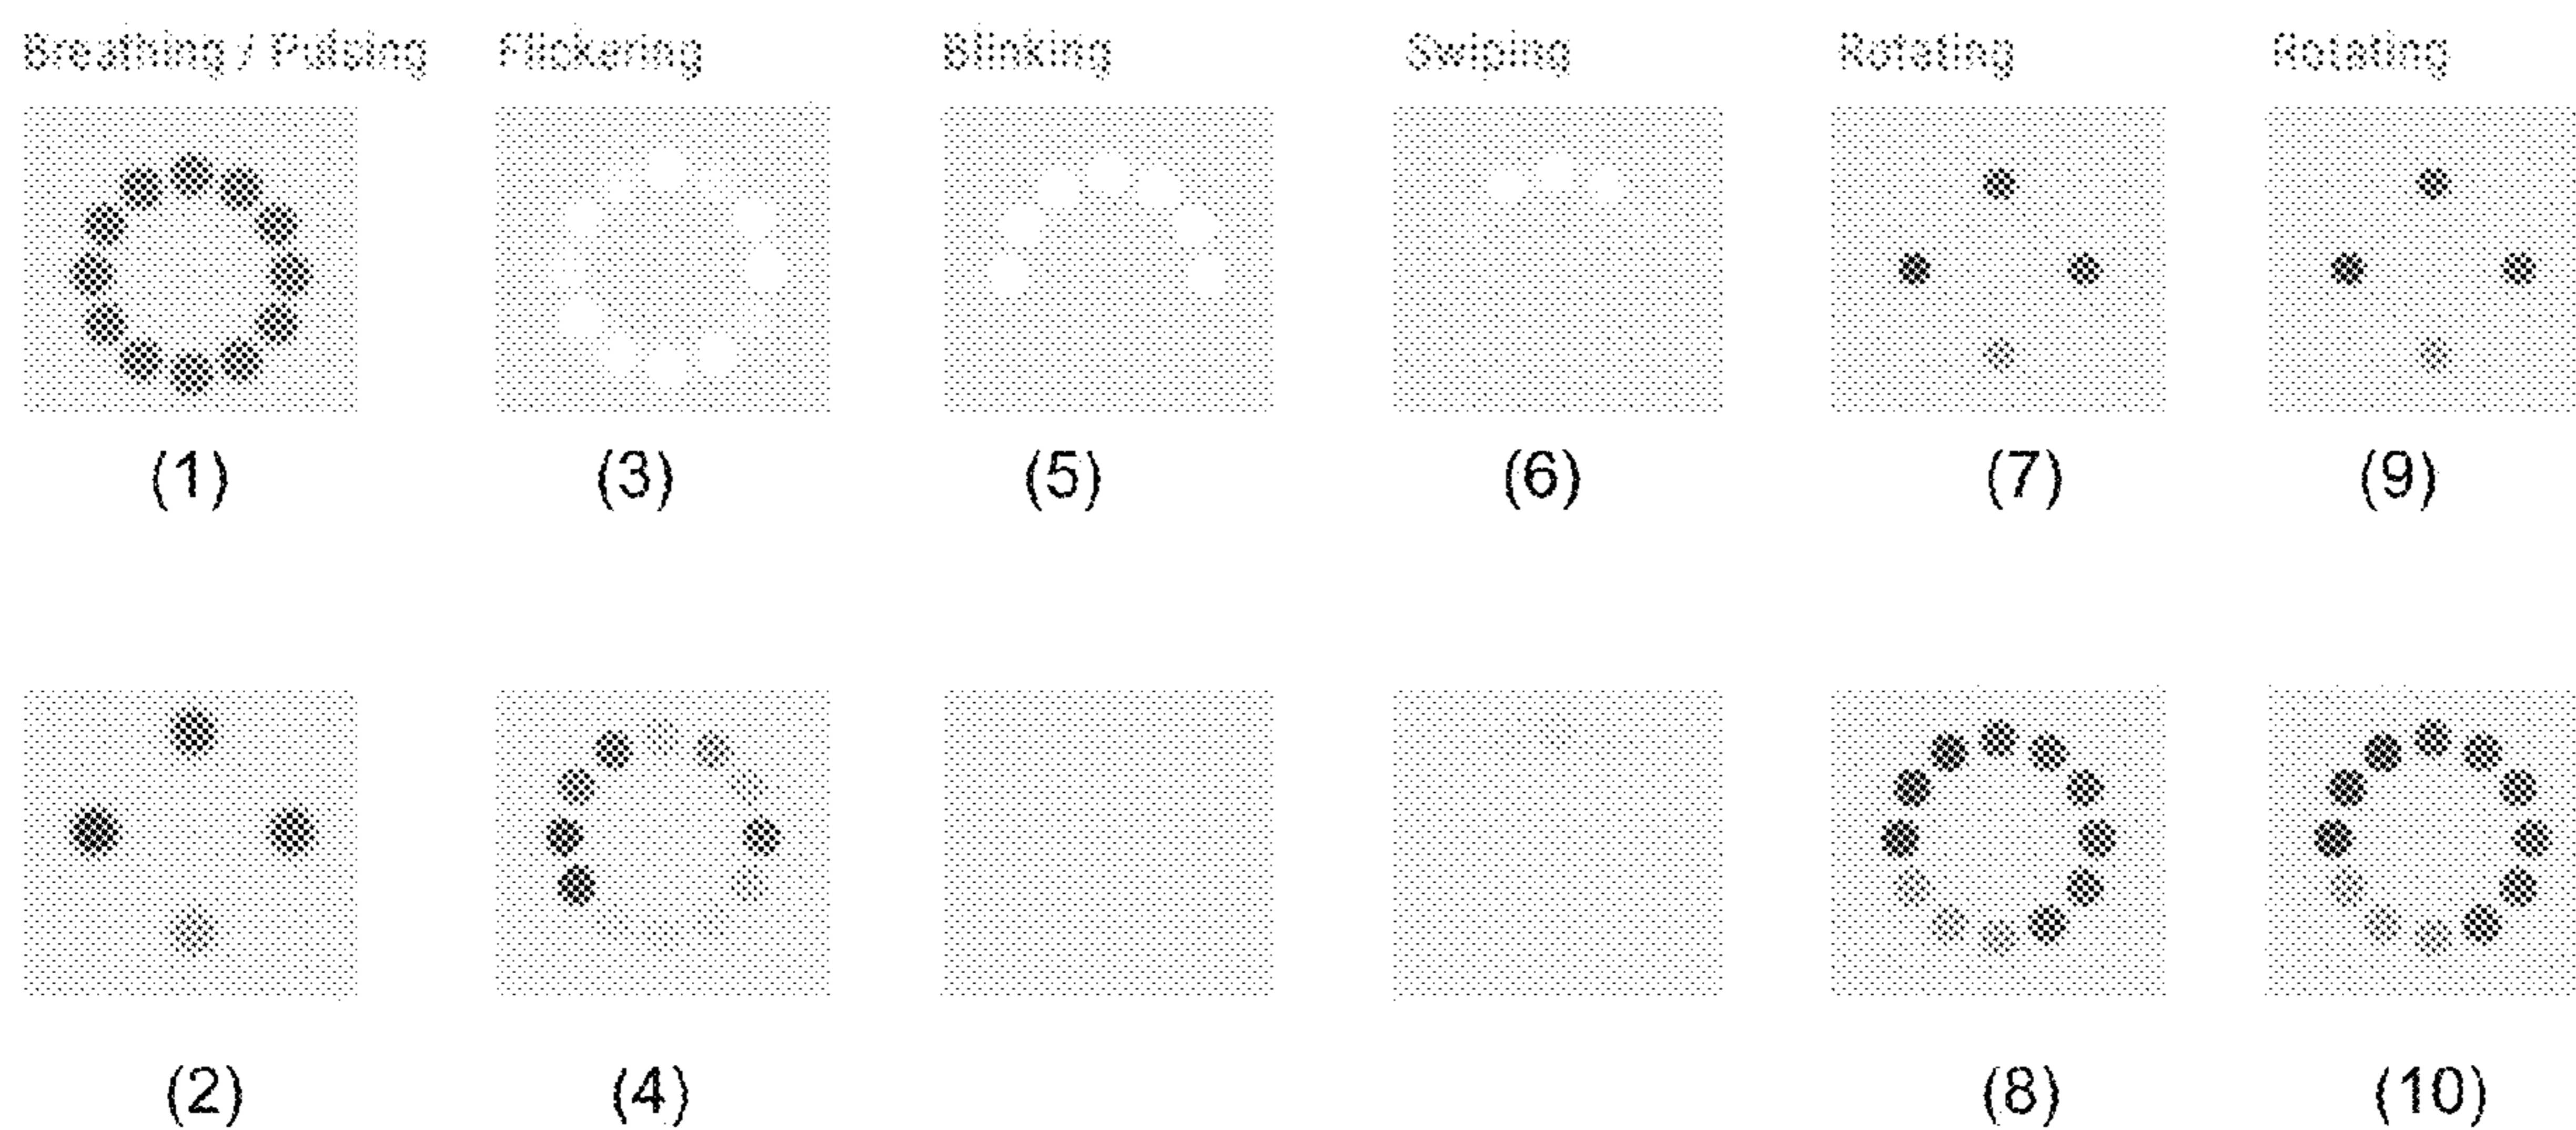 Breathing / Pulsing Flickering Blinking Swiping Rotating Rotating
(1) (3) (5) (6) (7) (9)
(2) (4) (8) (10)